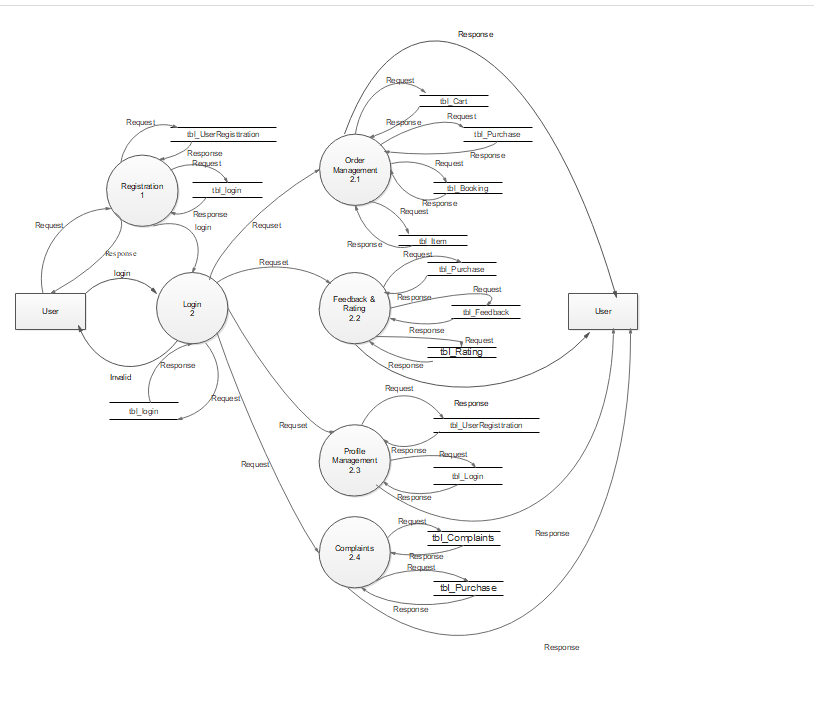 Response
Request
tbl_Cart
Response
Request
tbl_Purchase
Response
Request
tbl_UserRegisttration
Response
Request
tbl_login
Response
Registration
1
Order
Management
2.1
Request
tbl_Booking
Response
Request
Response
tbl_Item
Request
Response
login
Requset
login
Requset
Request
tbl_Purchase
Response
Request
tbl_Feedback
Response
Request
tbl_Rating
Response
User
Login
2
Feedback &
Rating
2.2
User
Invalid
Response
Request
tbl_login
Request
Response
tbl_UserRegisttration
Requset
Response
Request
tbl_Login
Response
Profile
Management
2.3
Request
Request
tbl_Complaints
Response
Request
tbl_Purchase
Response
Complaints
2.4
Response
Response